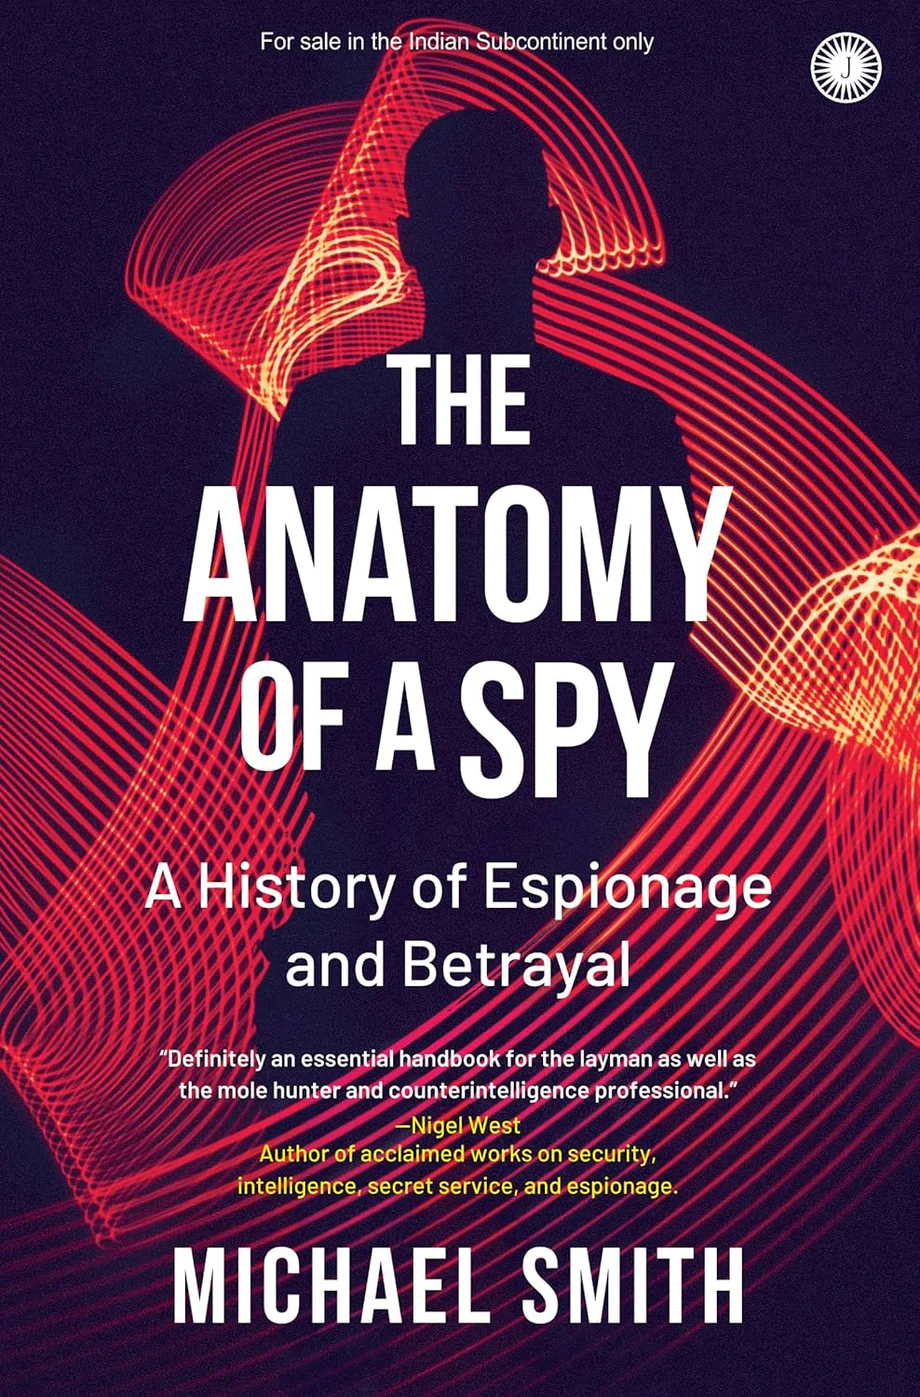 For sale in the Indian Subcontinent only
J
THE
ANATOMY
OF A SPY
A History of Espionage
and Betrayal
“Definitely an essential handbook for the layman as well as
the mole hunter and counterintelligence professional.”
—Nigel West
Author of acclaimed works on security,
intelligence, secret service, and espionage.
MICHAEL SMITH